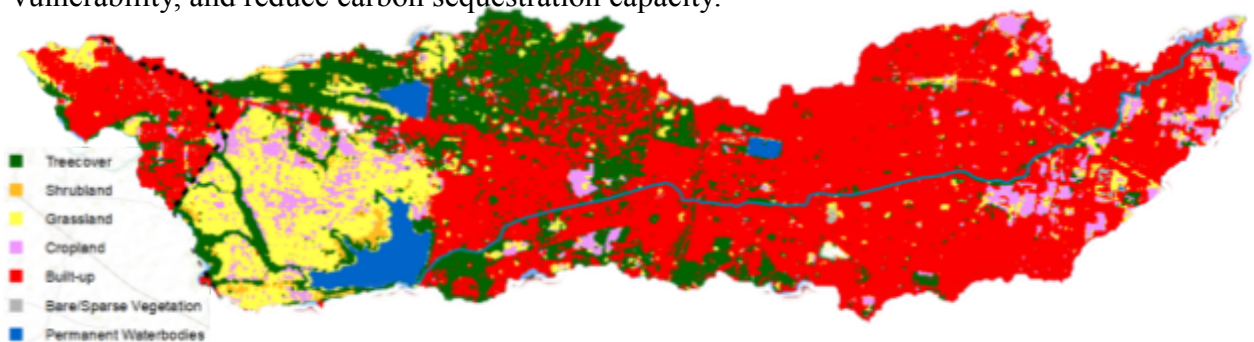 vulnerability, and reduce carbon sequestration capacity.
Treecover
Shrubland
Grassland
Cropland
Built-up
Bare/Sparse Vegetation
Permanent Waterbodies